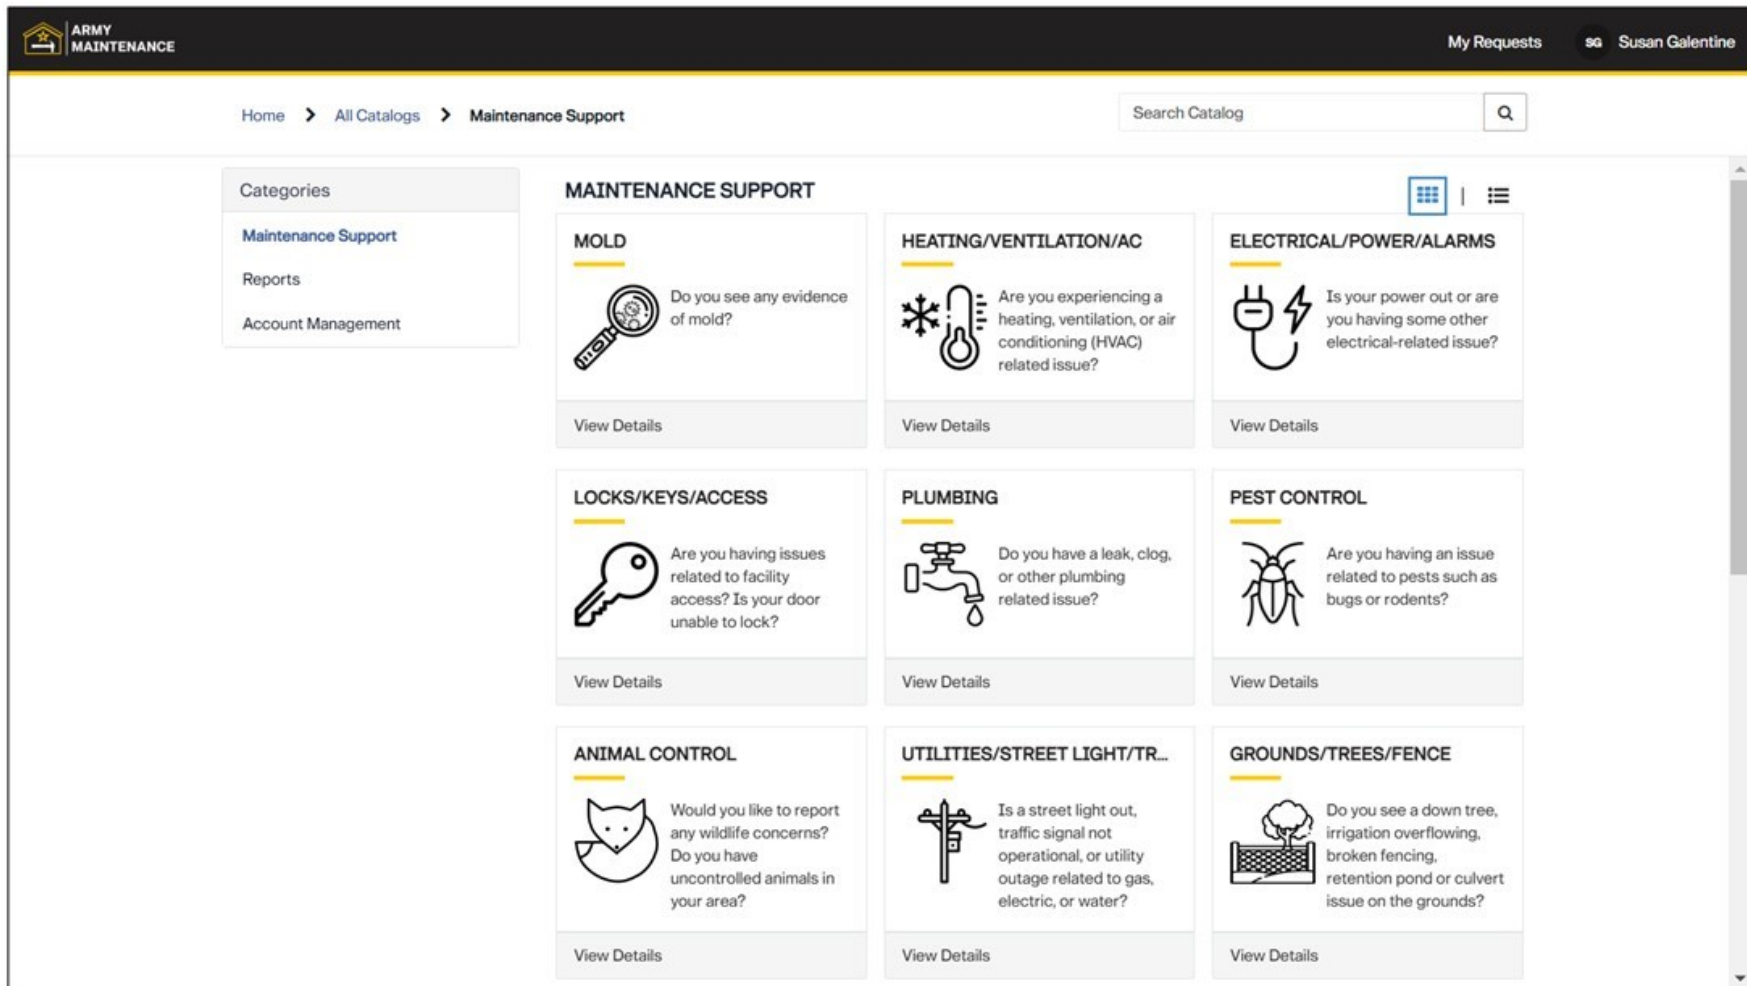 ARMY
MAINTENANCE
My Requests
SG
Susan Galentine
Home
All Catalogs
Maintenance Support
Search Catalog
Categories
Maintenance Support
Reports
Account Management
MAINTENANCE SUPPORT
|
MOLD
Do you see any evidence
of mold?
View Details
HEATING/VENTILATION/AC
Are you experiencing a
heating, ventilation, or air
conditioning (HVAC)
related issue?
View Details
ELECTRICAL/POWER/ALARMS
Is your power out or are
you having some other
electrical-related issue?
View Details
LOCKS/KEYS/ACCESS
Are you having issues
related to facility
access? Is your door
unable to lock?
View Details
PLUMBING
Do you have a leak, clog,
or other plumbing
related issue?
View Details
PEST CONTROL
Are you having an issue
related to pests such as
bugs or rodents?
View Details
ANIMAL CONTROL
Would you like to report
any wildlife concerns?
Do you have
uncontrolled animals in
your area?
View Details
UTILITIES/STREET LIGHT/TR...
Is a street light out,
traffic signal not
operational, or utility
outage related to gas,
electric, or water?
View Details
GROUNDS/TREES/FENCE
Do you see a down tree,
irrigation overflowing,
broken fencing,
retention pond or culvert
issue on the grounds?
View Details